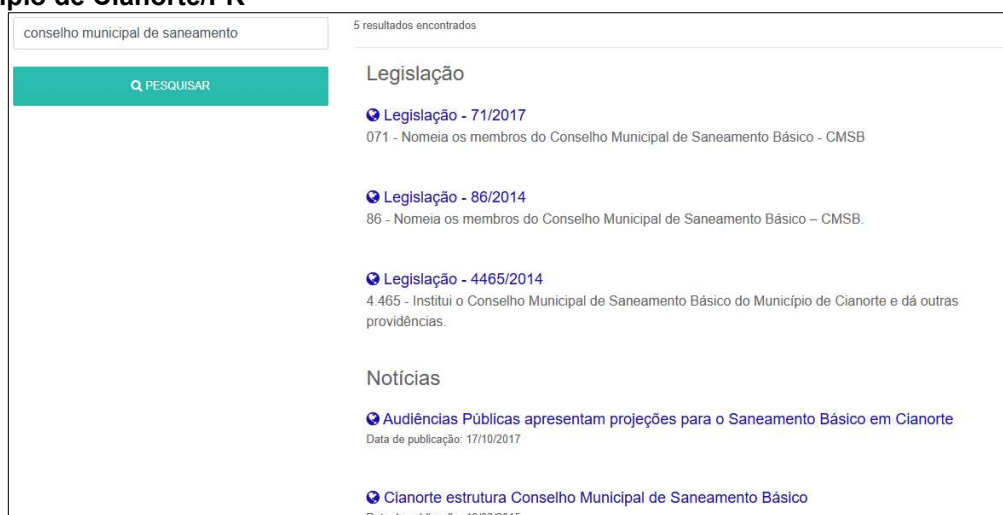 conselho municipal de saneamento
PESQUISAR
5 resultados encontrados
Legislação
Legislação - 71/2017
071 - Nomeia os membros do Conselho Municipal de Saneamento Básico - CMSB
Legislação - 86/2014
86 - Nomeia os membros do Conselho Municipal de Saneamento Básico – CMSB.
Legislação - 4465/2014
4.465 - Institui o Conselho Municipal de Saneamento Básico do Município de Cianorte e dá outras
providências.
Notícias
Audiências Públicas apresentam projeções para o Saneamento Básico em Cianorte
Data de publicação: 17/10/2017
Cianorte estrutura Conselho Municipal de Saneamento Básico